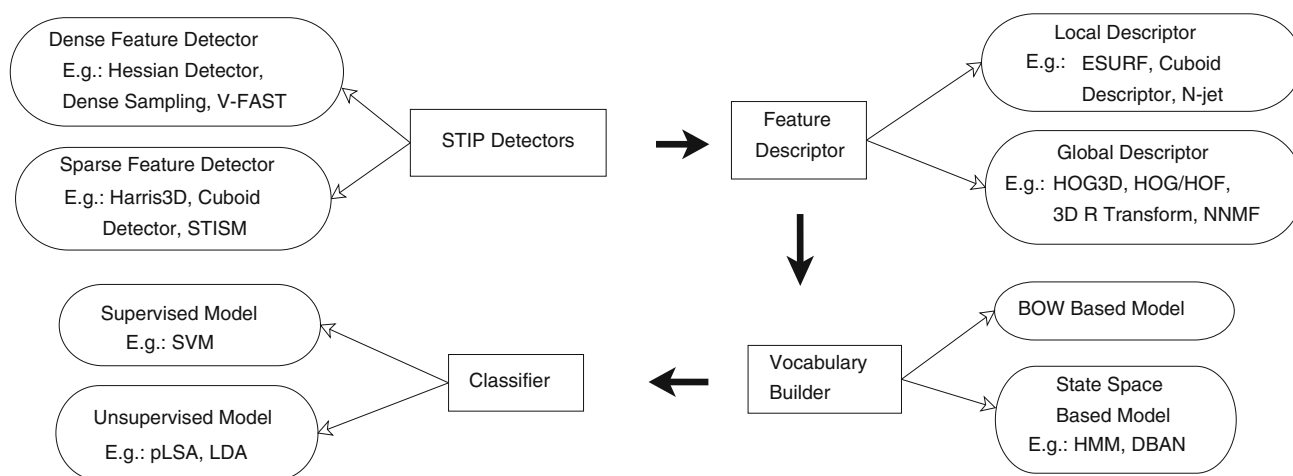 Dense Feature Detector
E.g.: Hessian Detector,
Dense Sampling, V-FAST
STIP Detectors
Sparse Feature Detector
E.g.: Harris3D, Cuboid
Detector, STISM
Feature
Descriptor
Local Descriptor
E.g.: ESURF, Cuboid
Descriptor, N-jet
Global Descriptor
E.g.: HOG3D, HOG/HOF,
3D R Transform, NNMF
Supervised Model
E.g.: SVM
Classifier
Unsupervised Model
E.g.: pLSA, LDA
Vocabulary
Builder
BOW Based Model
State Space
Based Model
E.g.: HMM, DBAN